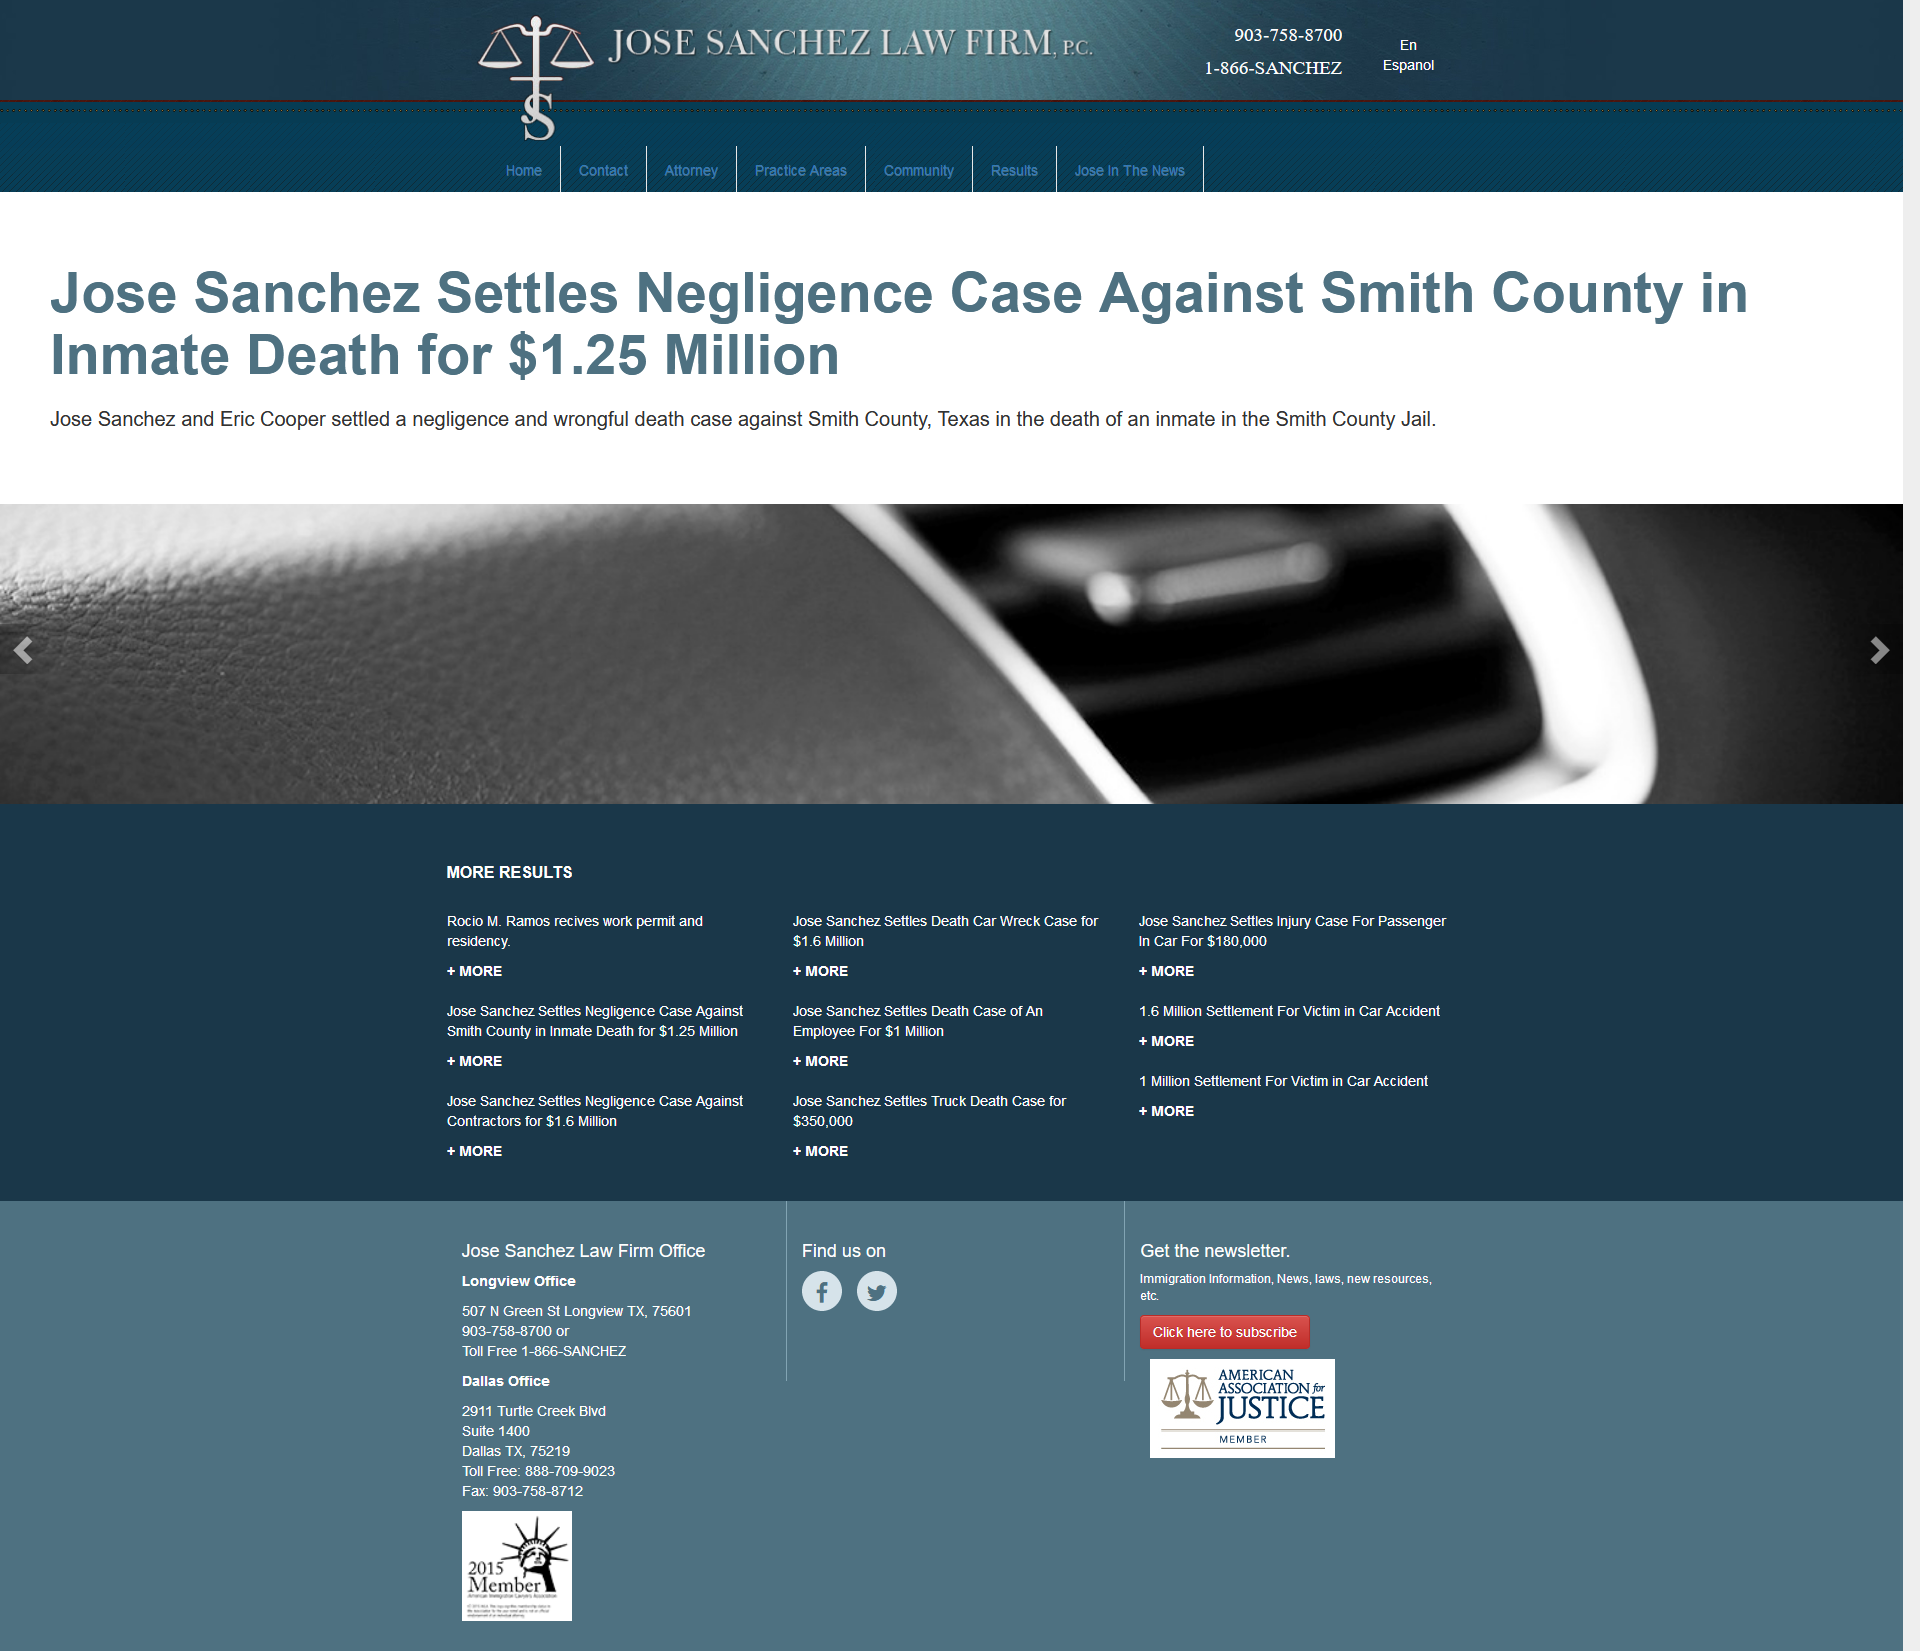 JOSE SANCHEZ LAW FIRM, P.C.
903-758-8700
1-866-SANCHEZ
En
Espanol
JS
Home
Contact
Attorney
Practice Areas
Community
Results
Jose In The News
Jose Sanchez Settles Negligence Case Against Smith County in
Inmate Death for $1.25 Million
Jose Sanchez and Eric Cooper settled a negligence and wrongful death case against Smith County, Texas in the death of an inmate in the Smith County Jail.
MORE RESULTS
Rocio M. Ramos recives work permit and
residency.
+ MORE
Jose Sanchez Settles Negligence Case Against
Smith County in Inmate Death for $1.25 Million
+ MORE
Jose Sanchez Settles Negligence Case Against
Contractors for $1.6 Million
+ MORE
Jose Sanchez Settles Death Car Wreck Case for
$1.6 Million
+ MORE
Jose Sanchez Settles Death Case of An
Employee For $1 Million
+ MORE
Jose Sanchez Settles Truck Death Case for
$350,000
+ MORE
Jose Sanchez Settles Injury Case For Passenger
In Car For $180,000
+ MORE
1.6 Million Settlement For Victim in Car Accident
+ MORE
1 Million Settlement For Victim in Car Accident
+ MORE
Jose Sanchez Law Firm Office
Longview Office
507 N Green St Longview TX, 75601
903-758-8700 or
Toll Free 1-866-SANCHEZ
Dallas Office
2911 Turtle Creek Blvd
Suite 1400
Dallas TX, 75219
Toll Free: 888-709-9023
Fax: 903-758-8712
2015
Member
American Immigration Lawyers Association
Find us on
Get the newsletter.
Immigration Information, News, laws, new resources,
etc.
Click here to subscribe
AMERICAN
ASSOCIATION for
JUSTICE
MEMBER